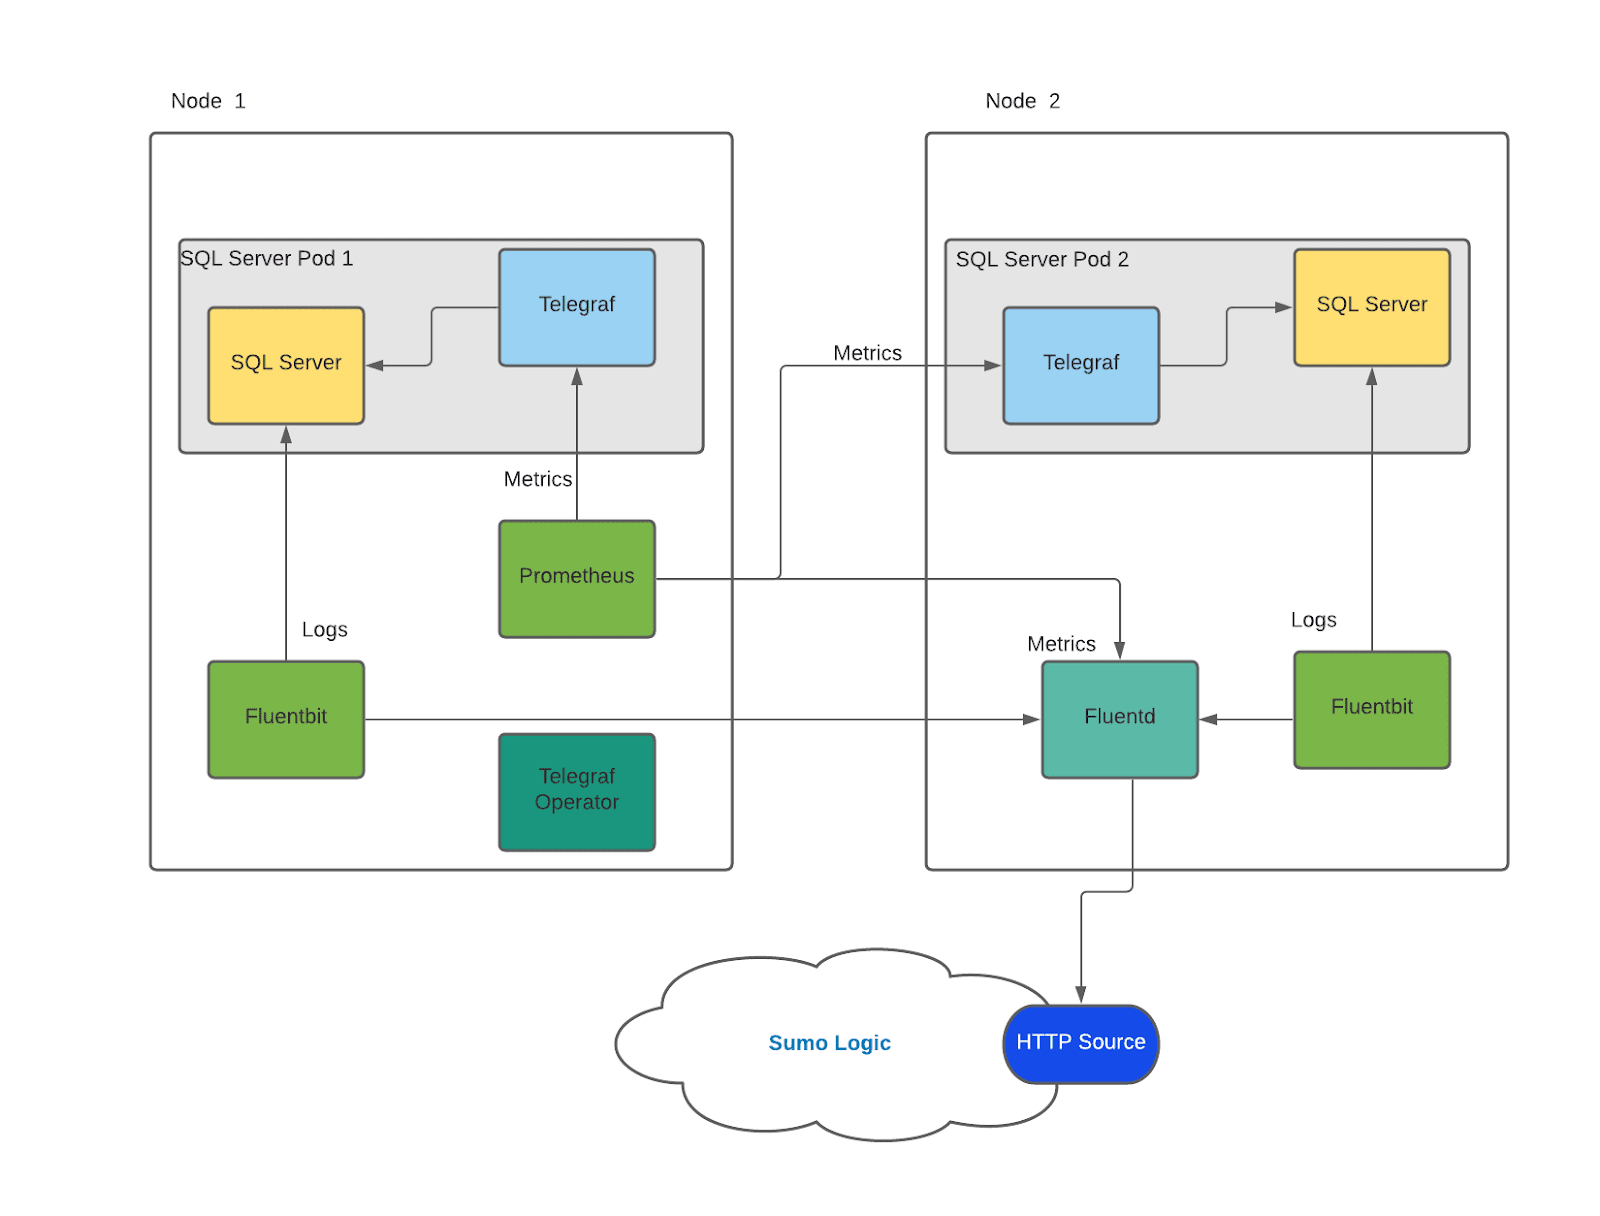 Node 1
Node 2
SQL Server Pod 1
Telegraf
SQL Server
Metrics
Prometheus
Logs
Fluentbit
Telegraf
Operator
Metrics
SQL Server Pod 2
SQL Server
Telegraf
Logs
Metrics
Fluentd
Fluentbit
Sumo Logic
HTTP Source